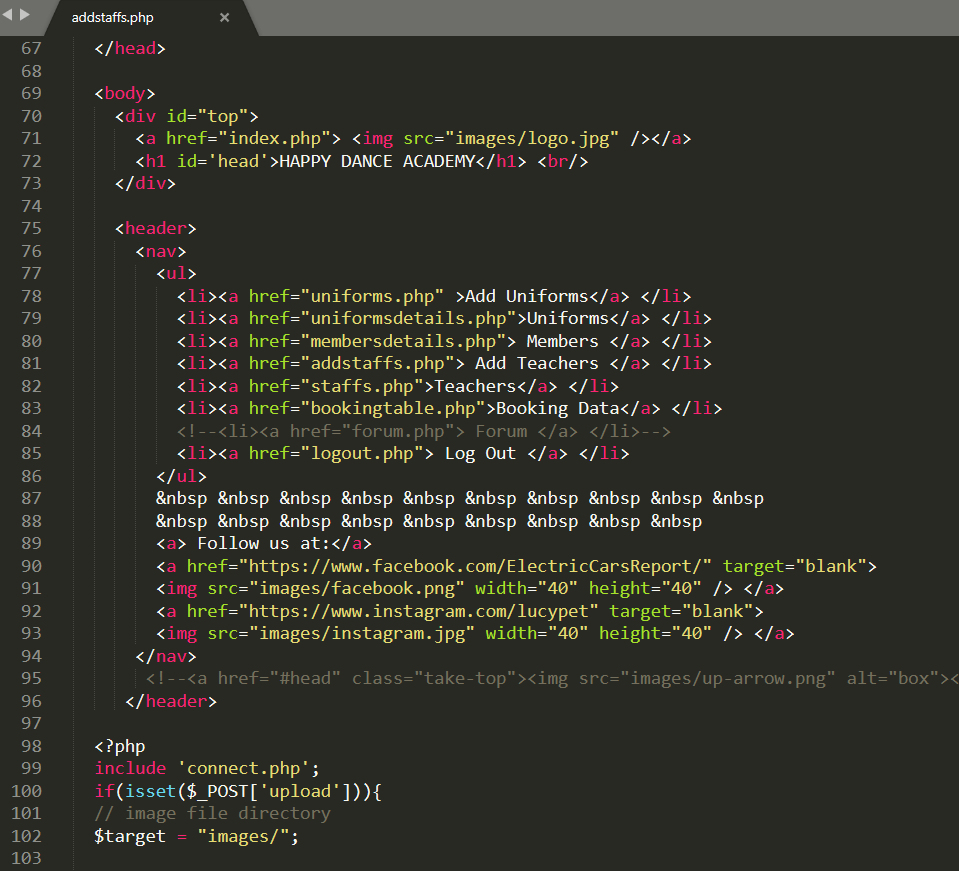 addstaffs.php ×
67 </head>
68
69 <body>
70 <div id="top">
71 <a href="index.php"> <img src="images/logo.jpg" /></a>
72 <h1 id='head'>HAPPY DANCE ACADEMY</h1> <br/>
73 </div>
74
75 <header>
76 <nav>
77 <ul>
78 <li><a href="uniforms.php" >Add Uniforms</a> </li>
79 <li><a href="uniformsdetails.php">Uniforms</a> </li>
80 <li><a href="membersdetails.php"> Members </a> </li>
81 <li><a href="addstaffs.php"> Add Teachers </a> </li>
82 <li><a href="staffs.php">Teachers</a> </li>
83 <li><a href="bookingtable.php">Booking Data</a> </li>
84 <!--<li><a href="forum.php"> Forum </a> </li>-->
85 <li><a href="logout.php"> Log Out </a> </li>
86 </ul>
87 &nbsp &nbsp &nbsp &nbsp &nbsp &nbsp &nbsp &nbsp &nbsp &nbsp
88 &nbsp &nbsp &nbsp &nbsp &nbsp &nbsp &nbsp &nbsp &nbsp
89 <a> Follow us at:</a>
90 <a href="https://www.facebook.com/ElectricCarsReport/" target="blank">
91 <img src="images/facebook.png" width="40" height="40" /> </a>
92 <a href="https://www.instagram.com/lucypet" target="blank">
93 <img src="images/instagram.jpg" width="40" height="40" /> </a>
94 </nav>
95 <!--<a href="#head" class="take-top"><img src="images/up-arrow.png" alt="box"><
96 </header>
97
98 <?php
99 include 'connect.php';
100 if(isset($_POST['upload'])){
101 // image file directory
102 $target = "images/";
103